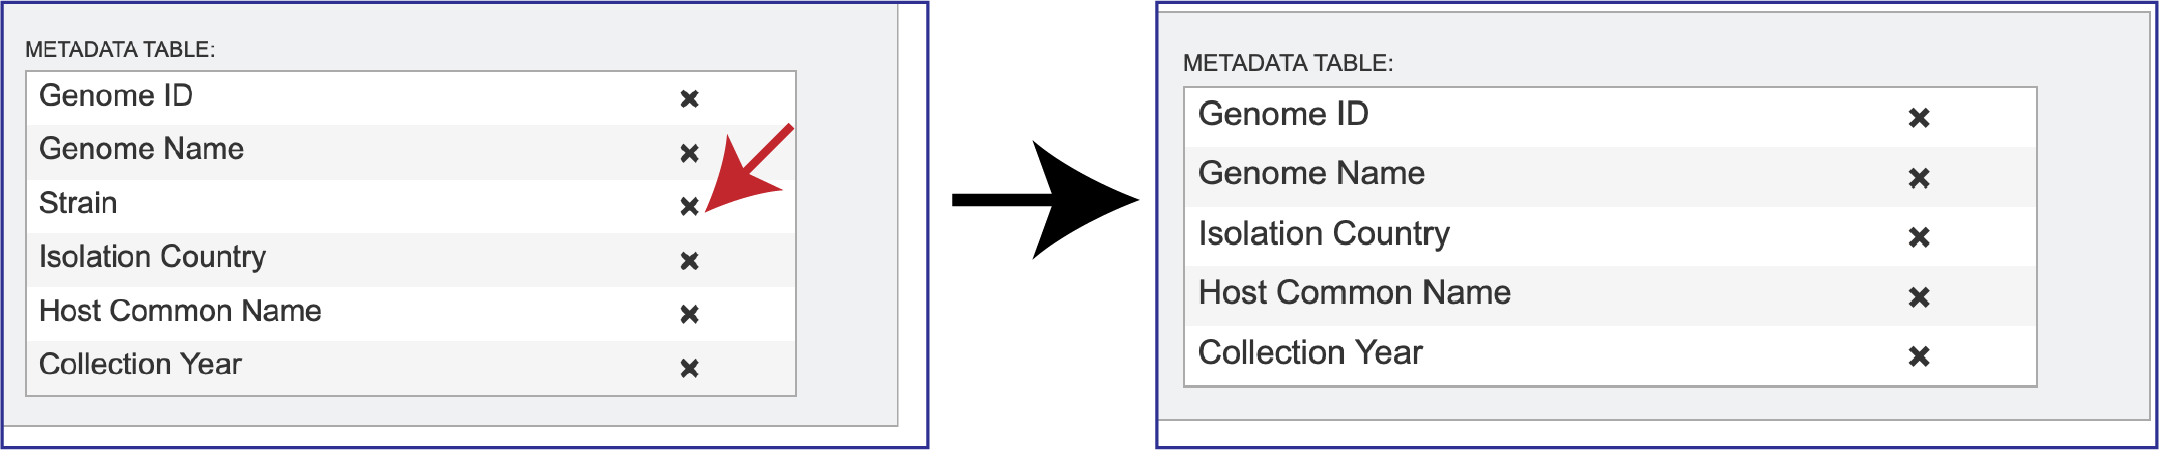 METADATA TABLE:
Genome ID
Genome Name
Strain
Isolation Country
Host Common Name
Collection Year
METADATA TABLE:
Genome ID
Genome Name
Isolation Country
Host Common Name
Collection Year